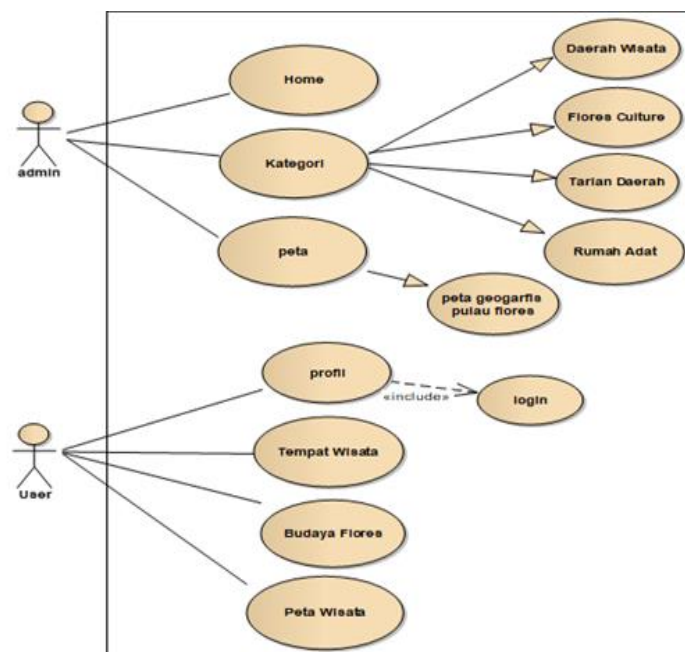 Daerah Wisata
Home
Flores Culture
admin
Kategori
Tarian Daerah
peta
Rumah Adat
peta geogarfis
pulau flores
profil
«include»
login
User
Tempat Wisata
Budaya Flores
Peta Wisata